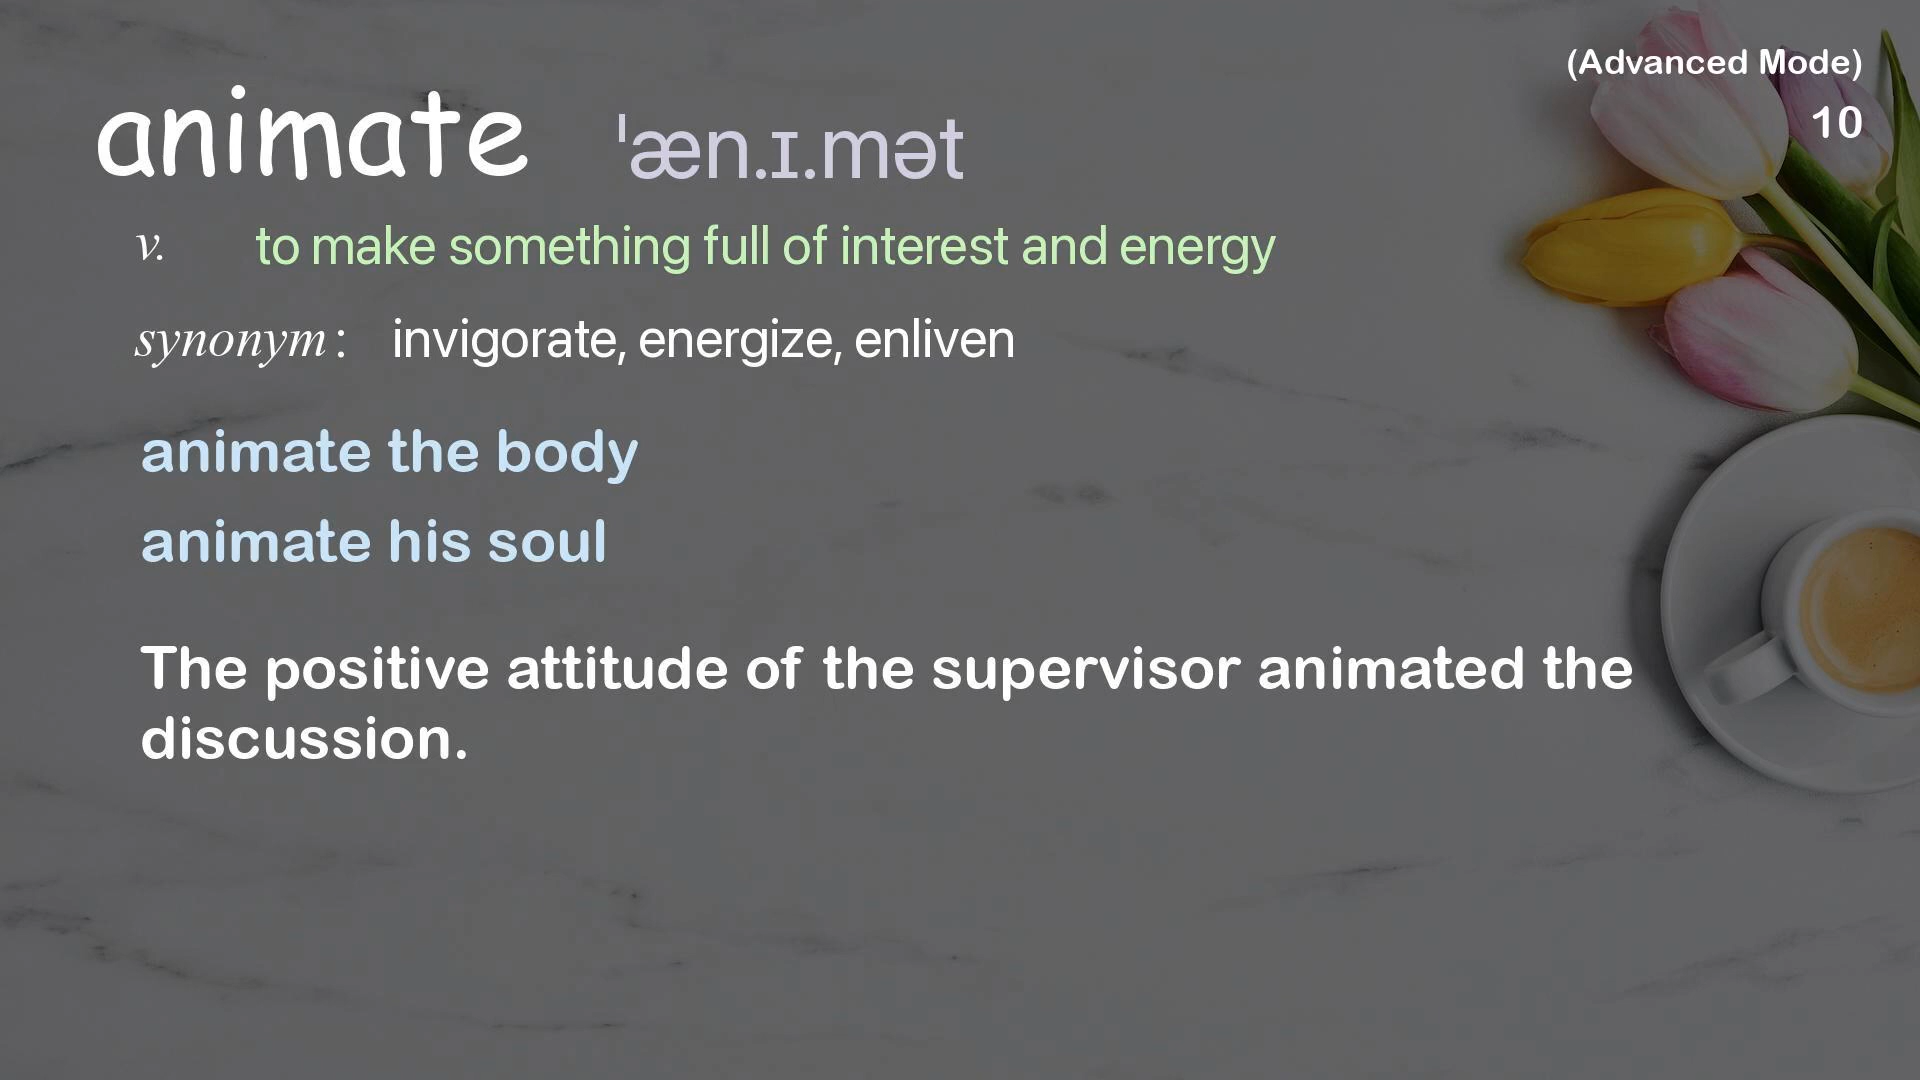 (Advanced Mode)
animate ˈæn.ɪ.mət
10
v. to make something full of interest and energy
synonym: invigorate, energize, enliven
animate the body
animate his soul
The positive attitude of the supervisor animated the
discussion.